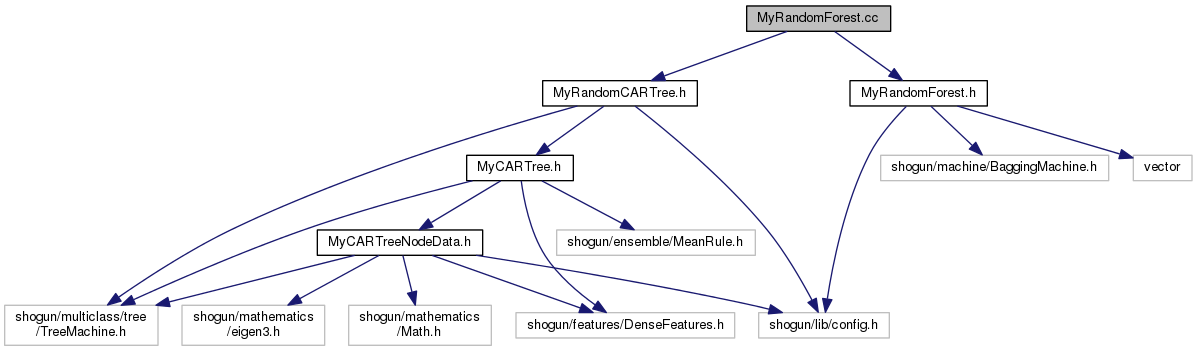 MyRandomForest.cc
MyRandomCARTree.h
MyRandomForest.h
MyCARTree.h
shogun/machine/BaggingMachine.h
vector
MyCARTreeNodeData.h
shogun/ensemble/MeanRule.h
shogun/multiclass/tree
/TreeMachine.h
shogun/mathematics
/eigen3.h
shogun/mathematics
/Math.h
shogun/features/DenseFeatures.h
shogun/lib/config.h